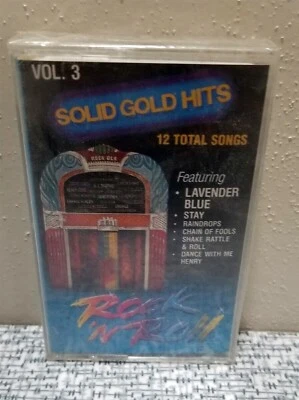 VOL. 3
SOLID GOLD HITS
12 TOTAL SONGS
Featuring
• LAVENDER
BLUE
• STAY
• RAINDROPS
• CHAIN OF FOOLS
• SHAKE RATTLE
& ROLL
• DANCE WITH ME
HENRY
ROCK
'N' ROLL